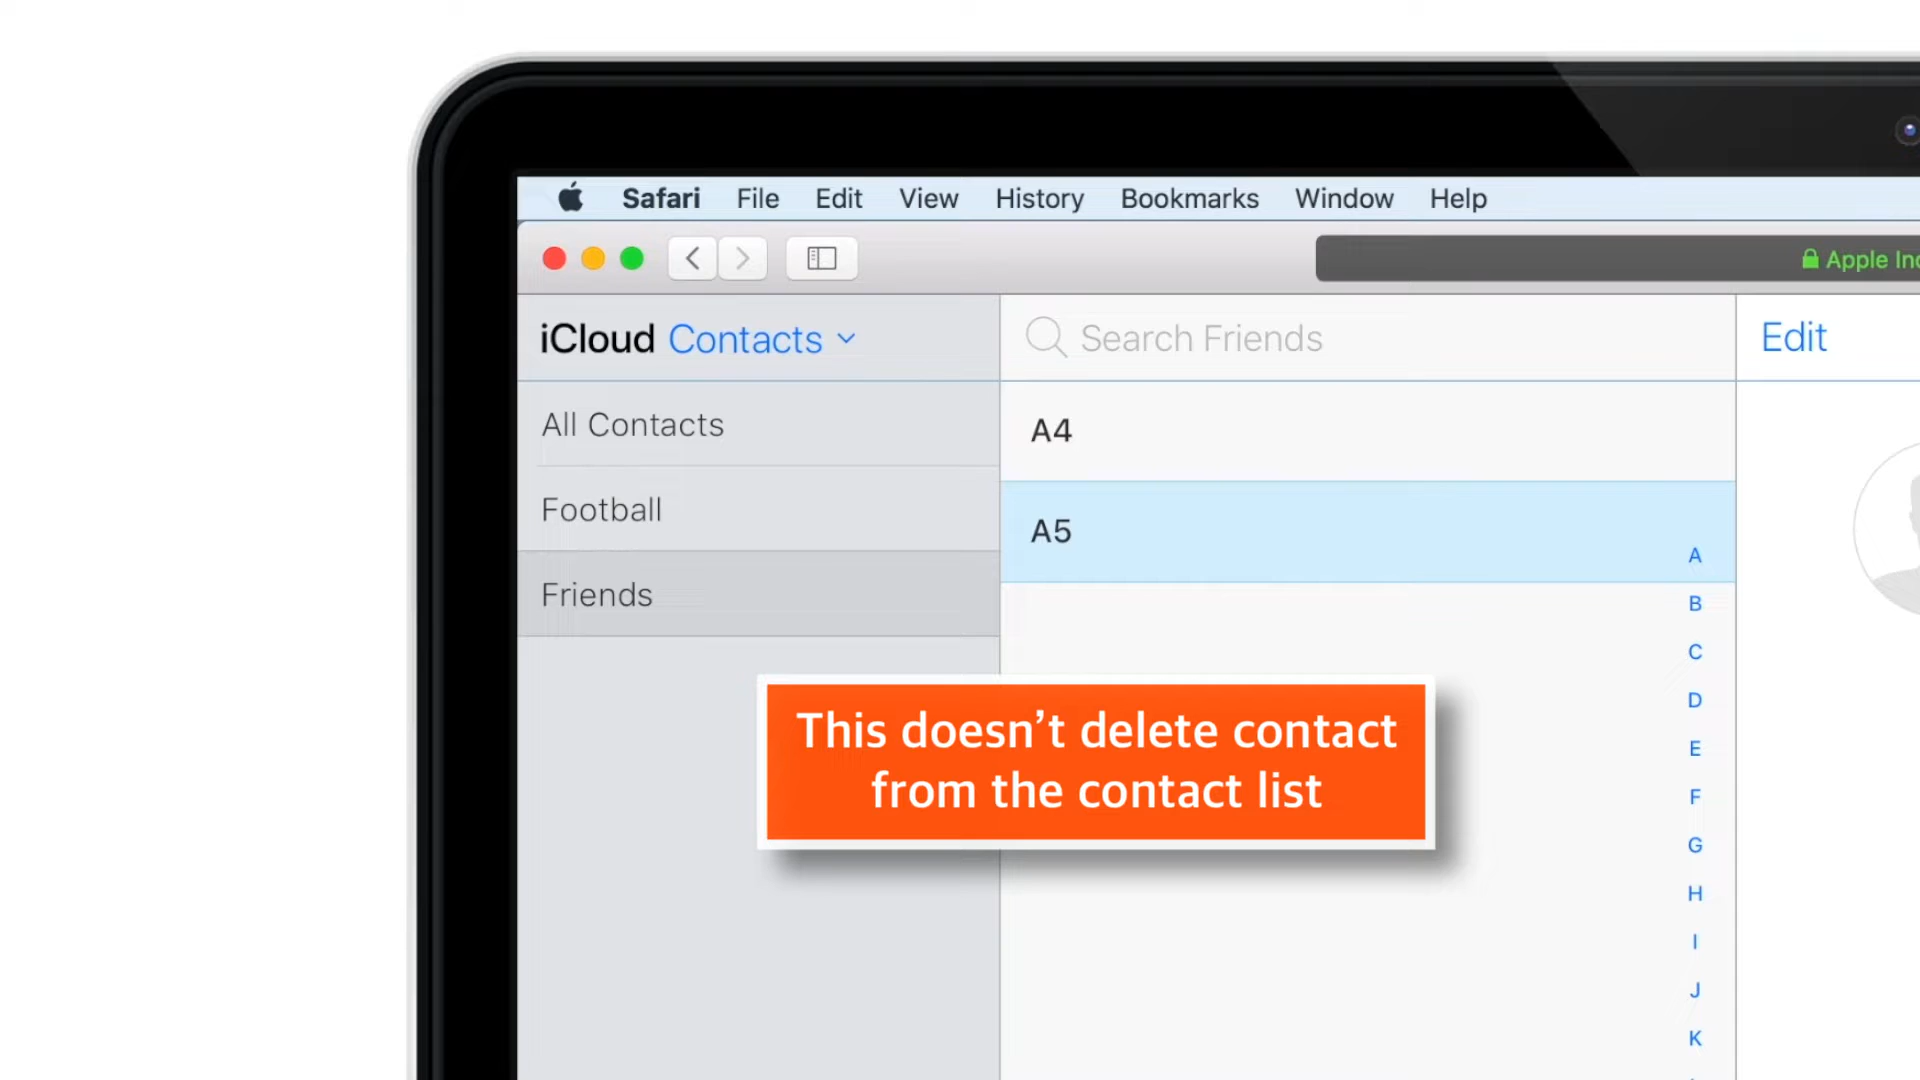 Safari File Edit View History Bookmarks Window Help
Apple Inc
iCloud Contacts
Search Friends
Edit
All Contacts
Football
Friends
A4
A5
This doesn’t delete contact
from the contact list
A
B
C
D
E
F
G
H
I
J
K